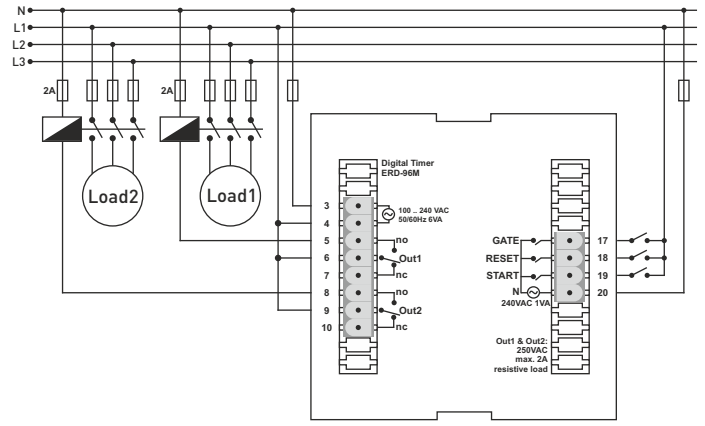 N
L1
L2
L3
2A
2A
Load2
Load1
Digital Timer
ERD-96M
3
4
5
6
7
8
9
10
100 .. 240 VAC
50/60Hz 6VA
no
Out1
nc
no
Out2
nc
GATE
RESET
START
N
240VAC 1VA
17
18
19
20
Out1 & Out2:
250VAC
max. 2A
resistive load